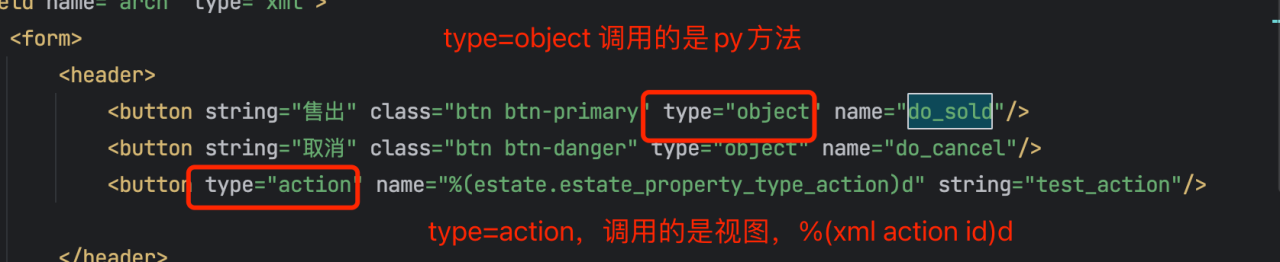 eld name="arch" type="xml">
<form>
type=object 调用的是py方法
<header>
<button string="售出" class="btn btn-primary" type="object" name="do_sold"/>
<button string="取消" class="btn btn-danger" type="object" name="do_cancel"/>
<button type="action" name="%(estate.estate_property_type_action)d" string="test_action"/>
type=action，调用的是视图，%(xml action id)d
</header>